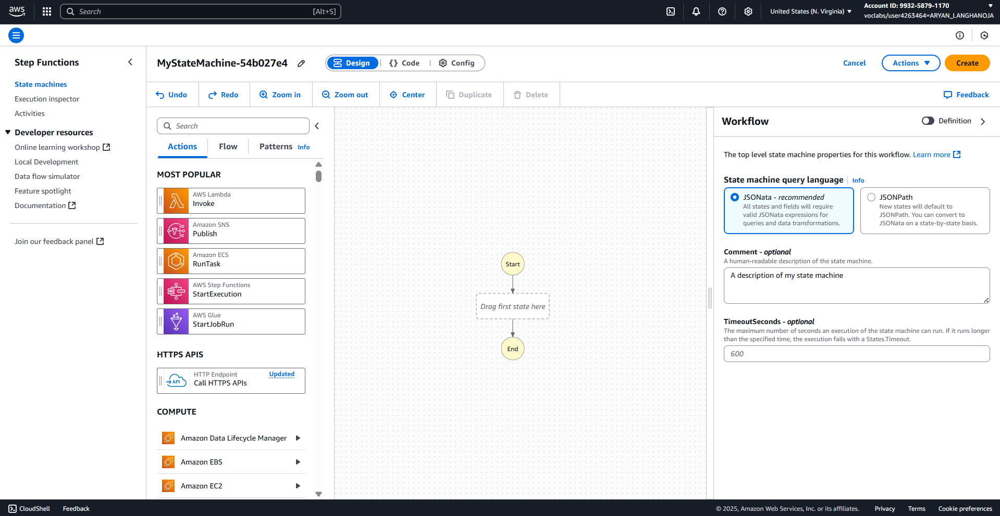 aws
Search
[Alt+S]
United States (N. Virginia)
Account ID: 9932-5879-1170
voclabs/user4263464=ARYAN_LANGHANOJA
Step Functions
State machines
Execution inspector
Activities
Developer resources
Online learning workshop
Local Development
Data flow simulator
Feature spotlight
Documentation
Join our feedback panel
MyStateMachine-54b027e4
Design
{} Code
Config
Cancel
Actions
Create
Undo
Redo
Zoom in
Zoom out
Center
Duplicate
Delete
Feedback
Search
Actions
Flow
Patterns
Info
MOST POPULAR
AWS Lambda
Invoke
Amazon SNS
Publish
Amazon ECS
RunTask
AWS Step Functions
StartExecution
AWS Glue
StartJobRun
HTTPS APIS
API
HTTP Endpoint
Call HTTPS APIs
Updated
COMPUTE
Amazon Data Lifecycle Manager
Amazon EBS
Amazon EC2
Start
Drag first state here
End
Workflow
Definition
The top level state machine properties for this workflow. Learn more
State machine query language
Info
JSONata - recommended
All states and fields will require
valid JSONata expressions for
queries and data transformations.
JSONPath
New states will default to
JSONPath. You can convert to
JSONata on a state-by-state basis.
Comment - optional
A human-readable description of the state machine.
A description of my state machine
TimeoutSeconds - optional
The maximum number of seconds an execution of the state machine can run. If it runs longer
than the specified time, the execution fails with a States.Timeout.
600
CloudShell
Feedback
© 2025, Amazon Web Services, Inc. or its affiliates.
Privacy
Terms
Cookie preferences